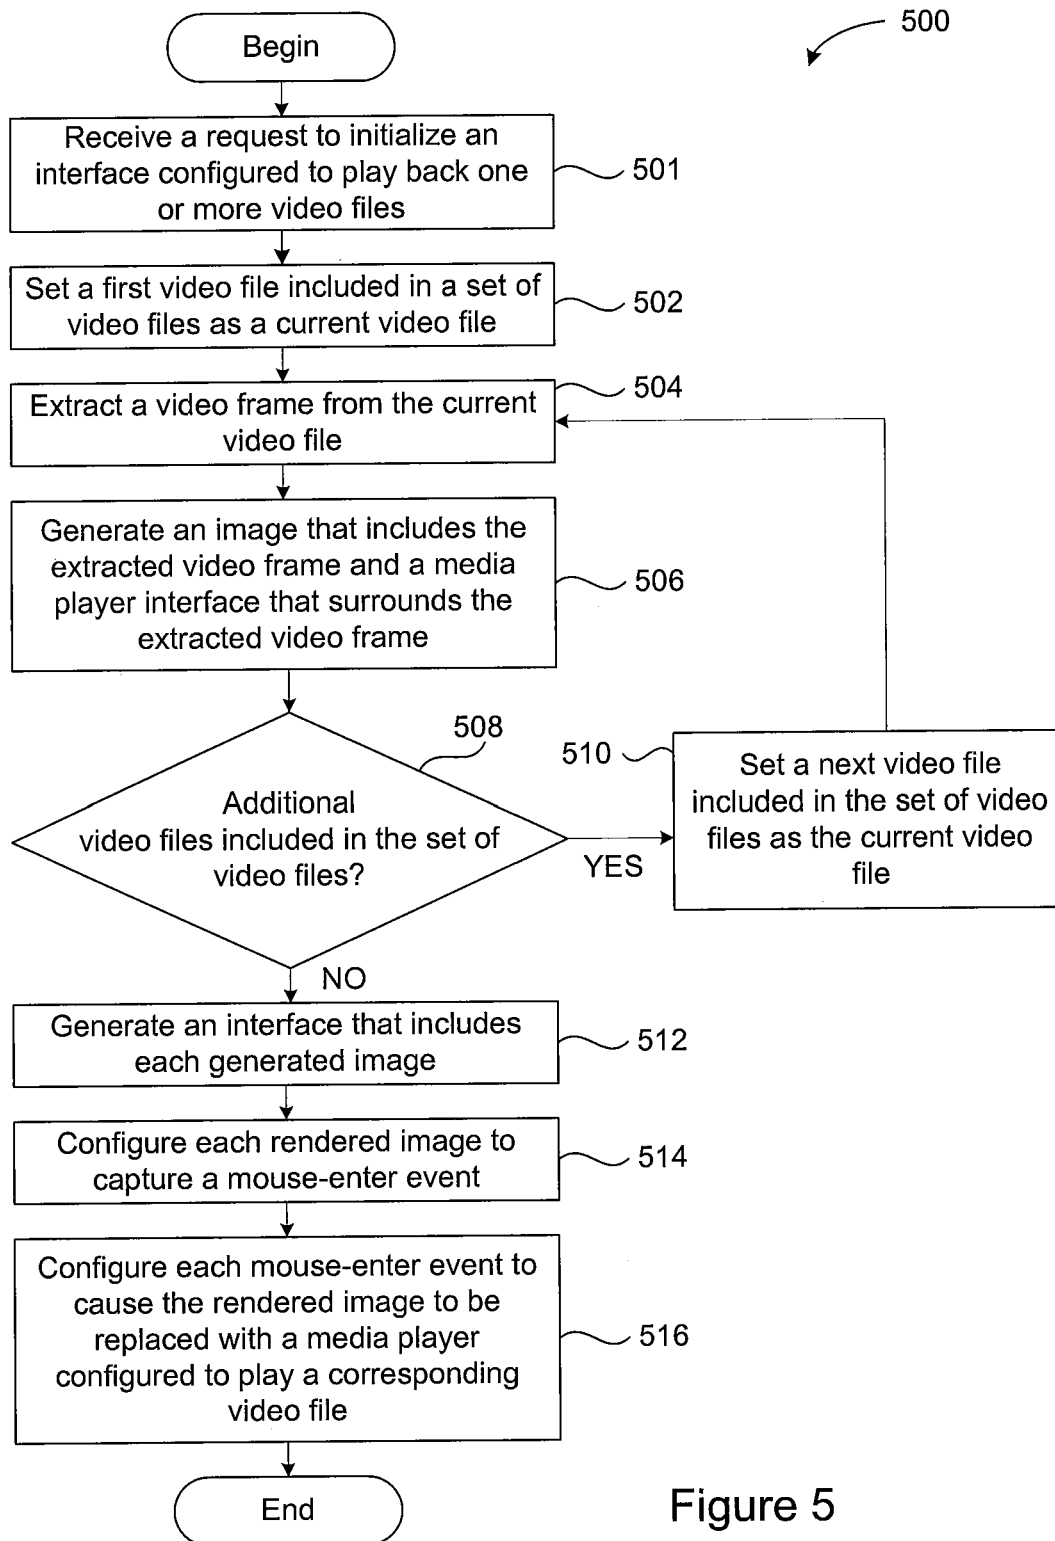 500
Begin
Receive a request to initialize an
interface configured to play back one
or more video files
501
Set a first video file included in a set of
video files as a current video file
502
Extract a video frame from the current
video file
504
Generate an image that includes the
extracted video frame and a media
player interface that surrounds the
extracted video frame
506
508
Additional
video files included in the set of
video files?
YES
510
Set a next video file
included in the set of video
files as the current video
file
NO
Generate an interface that includes
each generated image
512
Configure each rendered image to
capture a mouse-enter event
514
Configure each mouse-enter event to
cause the rendered image to be
replaced with a media player
configured to play a corresponding
video file
516
End
Figure 5